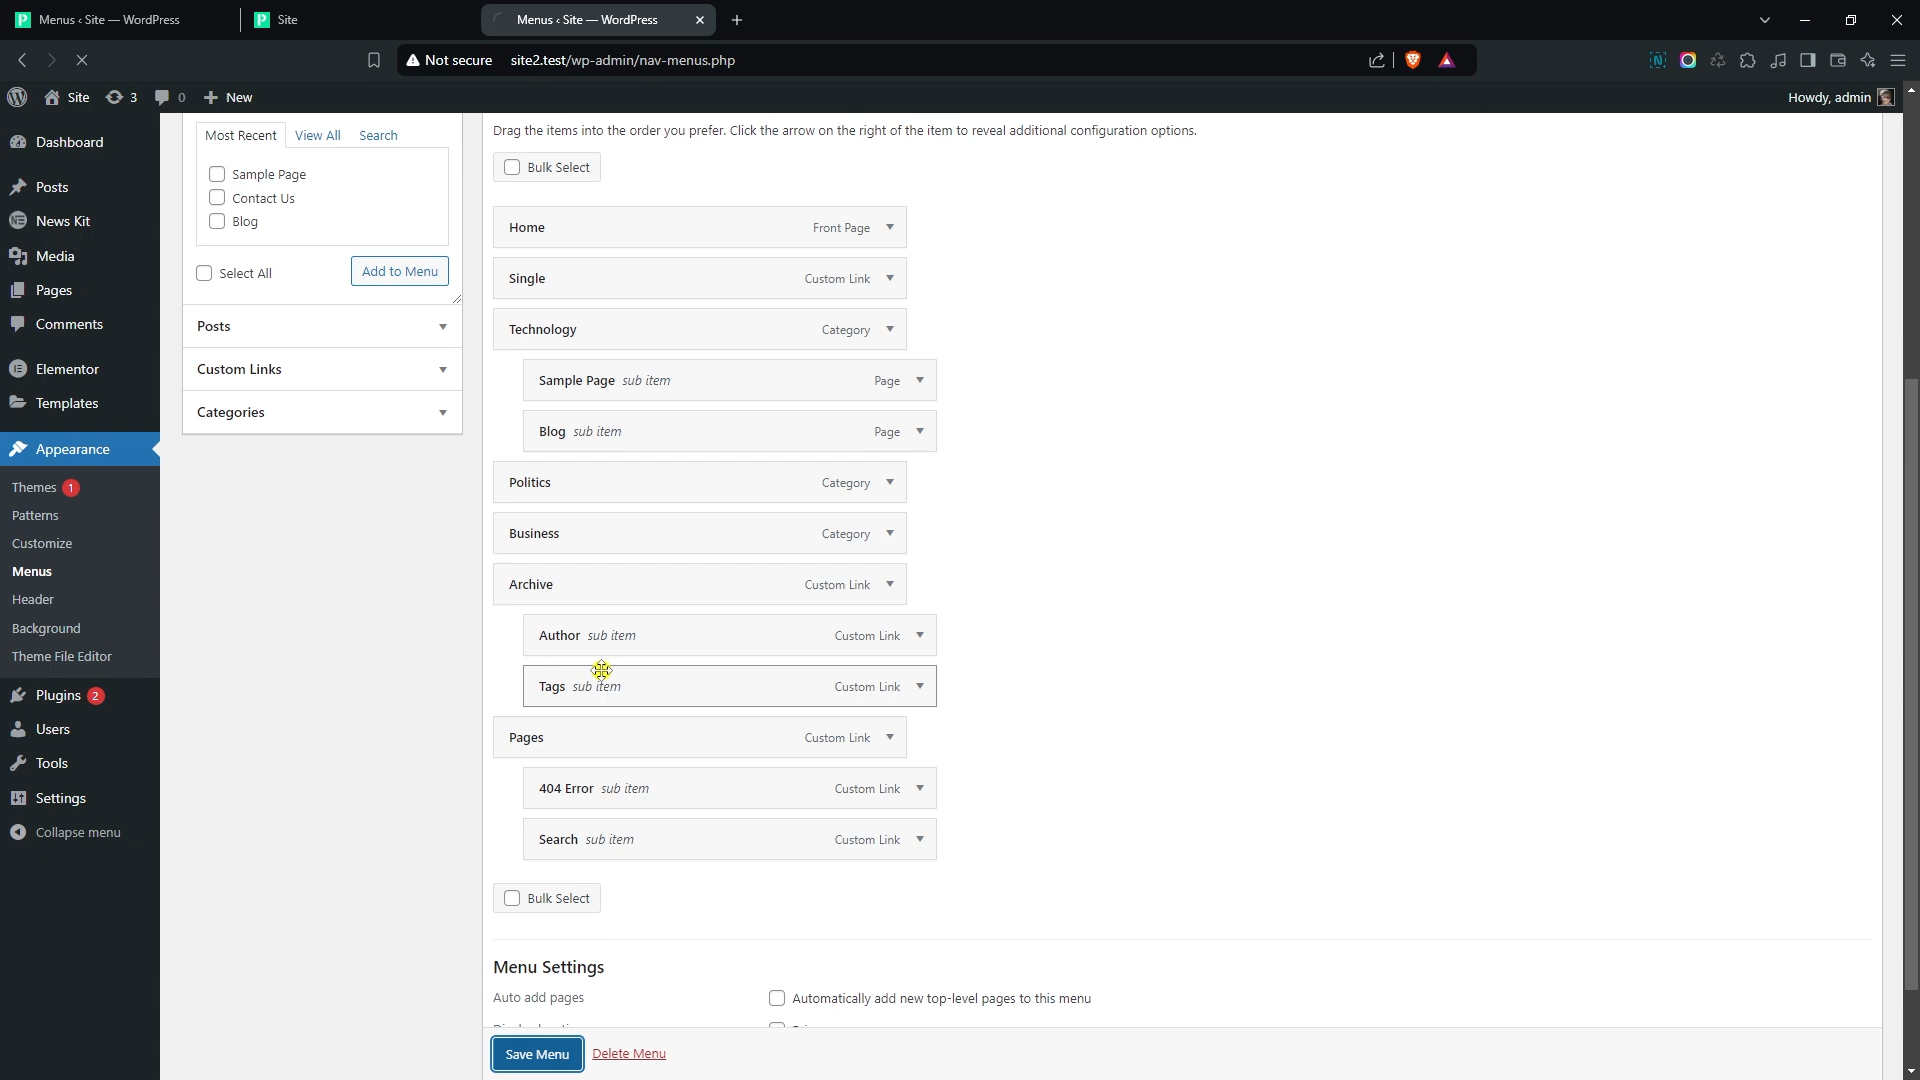 Menus ‹ Site — WordPress
Site
Menus ‹ Site — WordPress
Not secure
site2.test/wp-admin/nav-menus.php
Site
3
0
New
Howdy, admin
Dashboard
Posts
News Kit
Media
Pages
Comments
Elementor
Templates
Appearance
Themes 1
Patterns
Customize
Menus
Header
Background
Theme File Editor
Plugins 2
Users
Tools
Settings
Collapse menu
Most Recent
View All
Search
Sample Page
Contact Us
Blog
Select All
Add to Menu
Posts
Custom Links
Categories
Drag the items into the order you prefer. Click the arrow on the right of the item to reveal additional configuration options.
Bulk Select
Home Front Page
Single Custom Link
Technology Category
Sample Page sub item Page
Blog sub item Page
Politics Category
Business Category
Archive Custom Link
Author sub item Custom Link
Tags sub item Custom Link
Pages Custom Link
404 Error sub item Custom Link
Search sub item Custom Link
Bulk Select
Menu Settings
Auto add pages
Automatically add new top-level pages to this menu
Save Menu
Delete Menu